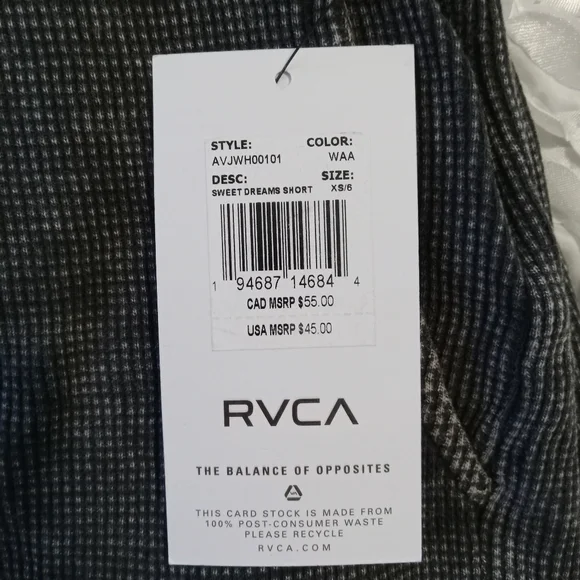 STYLE: COLOR:
AVJWH00101 WAA
DESC: SIZE:
SWEET DREAMS SHORT XS/6
1 94687 14684 4
CAD MSRP $55.00
USA MSRP $45.00
RVCA
THE BALANCE OF OPPOSITES
THIS CARD STOCK IS MADE FROM
100% POST-CONSUMER WASTE
PLEASE RECYCLE
RVCA.COM